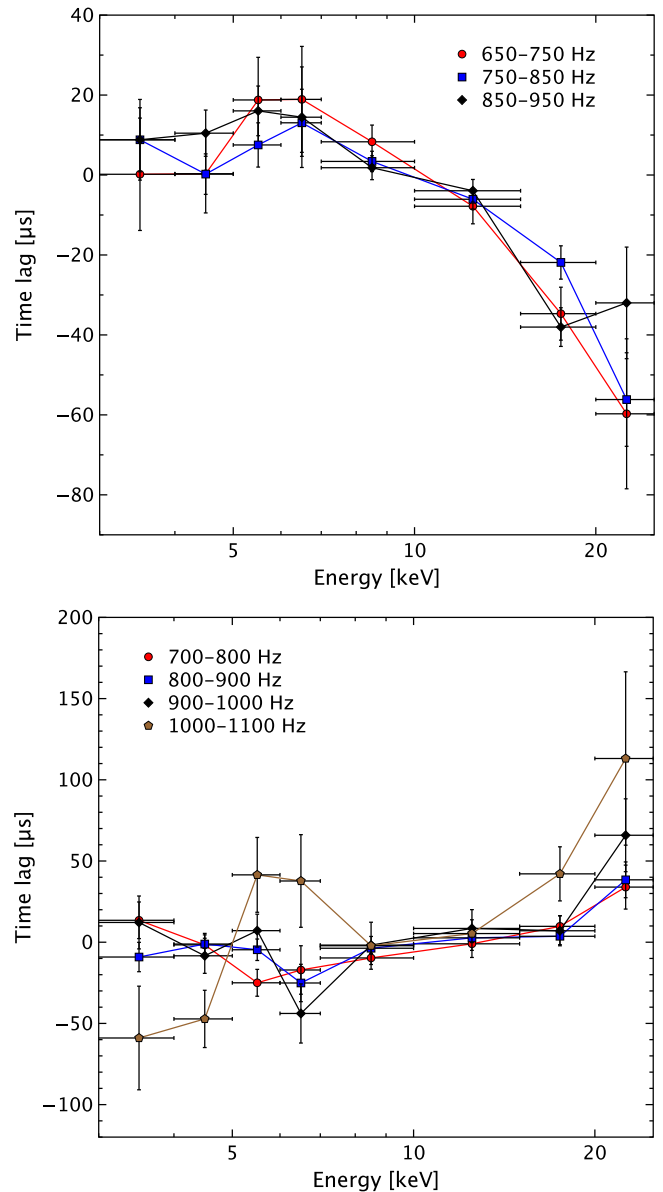 40
20
0
−20
−40
−60
−80
Time lag [µs]
650–750 Hz
750–850 Hz
850–950 Hz
5
10
20
Energy [keV]
200
150
100
50
0
−50
−100
Time lag [µs]
700–800 Hz
800–900 Hz
900–1000 Hz
1000–1100 Hz
5
10
20
Energy [keV]